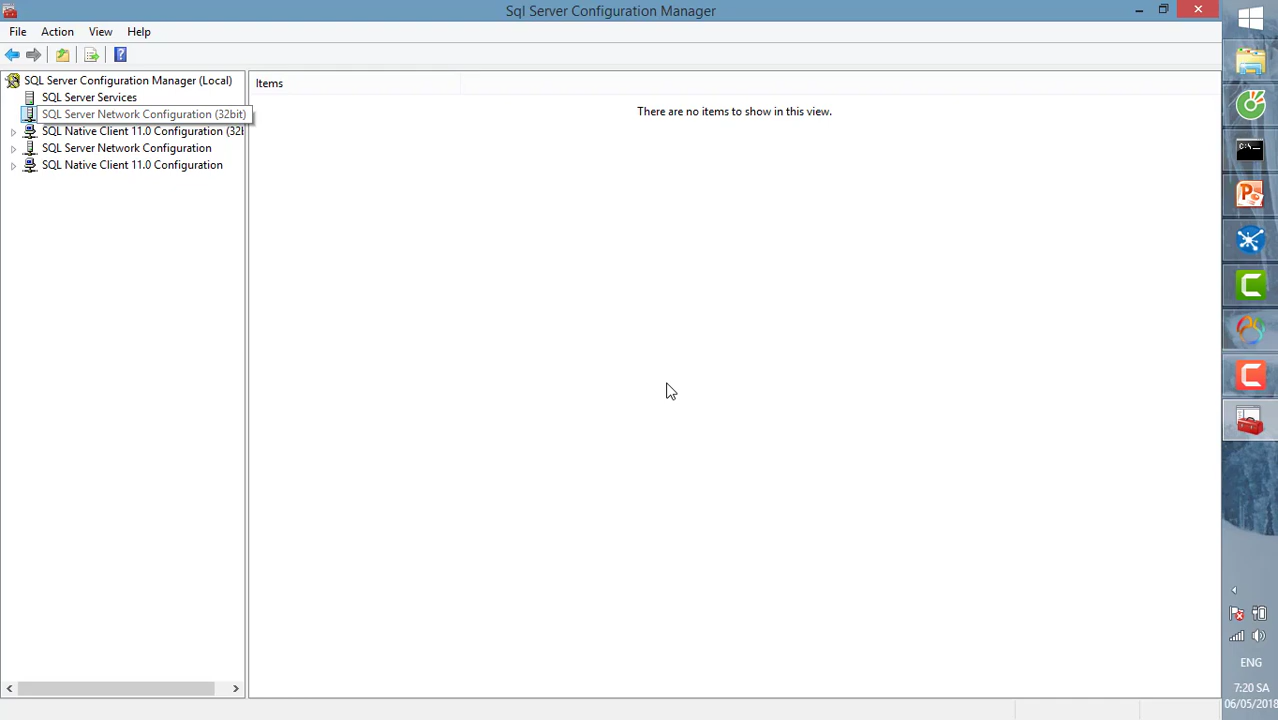 Sql Server Configuration Manager
File Action View Help
SQL Server Configuration Manager (Local)
SQL Server Services
SQL Server Network Configuration (32bit)
SQL Native Client 11.0 Configuration (32b
SQL Server Network Configuration
SQL Native Client 11.0 Configuration
Items
There are no items to show in this view.
C:\_
ENG
7:20 SA
06/05/2018